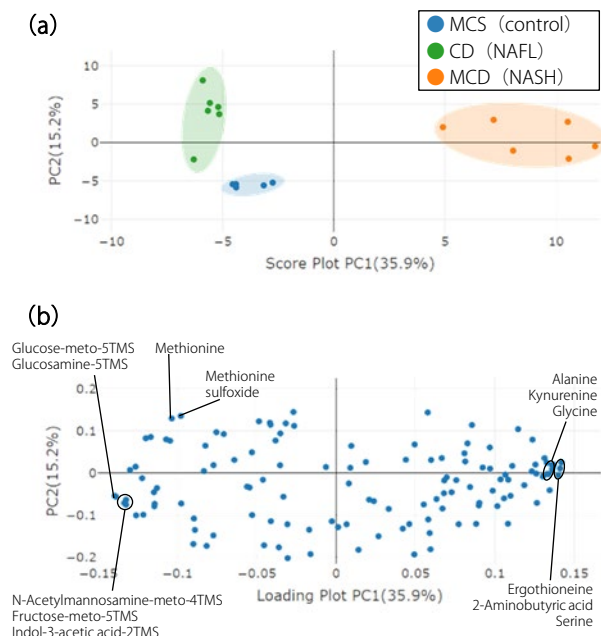 (a)
MCS（control）
CD（NAFL）
MCD（NASH）
PC2(15.2%)
10
5
0
−5
−10
−10
−5
0
5
10
Score Plot PC1(35.9%)
(b)
Glucose-meto-5TMS
Glucosamine-5TMS
Methionine
Methionine
sulfoxide
Alanine
Kynurenine
Glycine
PC2(15.2%)
0.2
0.1
0
−0.1
−0.2
−0.15
−0.1
−0.05
0
0.05
0.1
0.15
Loading Plot PC1(35.9%)
N-Acetylmannosamine-meto-4TMS
Fructose-meto-5TMS
Indol-3-acetic acid-2TMS
Ergothioneine
2-Aminobutyric acid
Serine